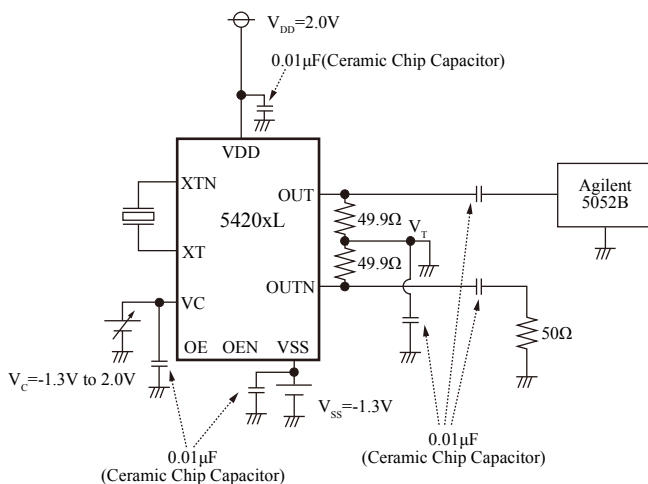 V_DD=2.0V
0.01μF(Ceramic Chip Capacitor)
VDD
XTN
OUT
Agilent
5052B
5420xL
49.9Ω
V_T
XT
49.9Ω
OUTN
VC
50Ω
OE OEN VSS
V_C=-1.3V to 2.0V
V_SS=-1.3V
0.01μF
(Ceramic Chip Capacitor)
0.01μF
(Ceramic Chip Capacitor)